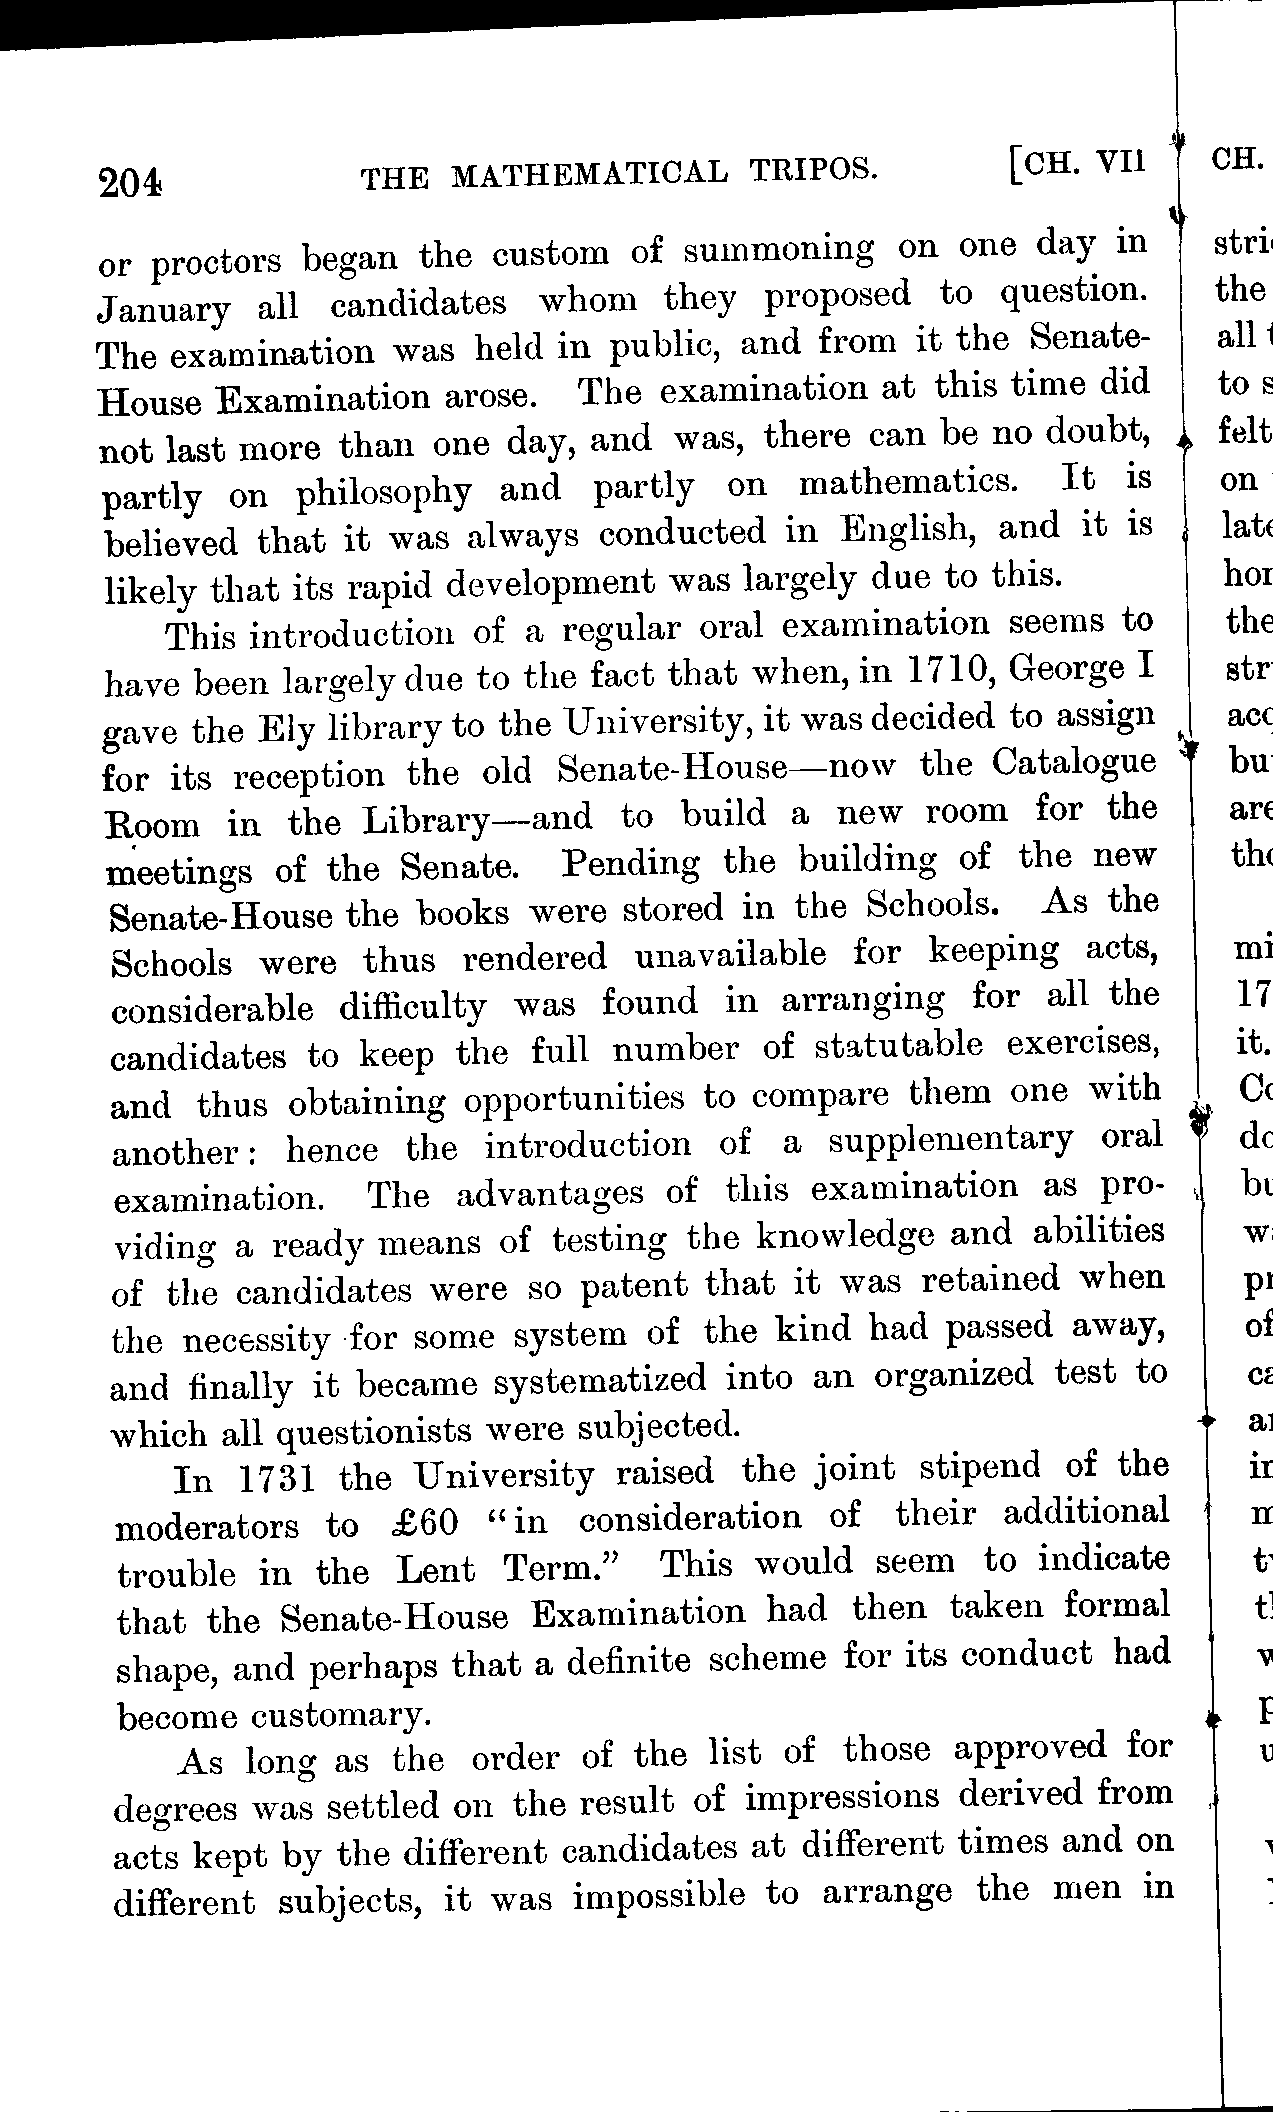 204 THE MATHEMATICAL TRIPOS. [CH. VII
or proctors began the custom of summoning on one day in
January all candidates whom they proposed to question.
The examination was held in public, and from it the Senate-
House Examination arose. The examination at this time did
not last more than one day, and was, there can be no doubt,
partly on philosophy and partly on mathematics. It is
believed that it was always conducted in English, and it is
likely that its rapid development was largely due to this.
This introduction of a regular oral examination seems to
have been largely due to the fact that when, in 1710, George I
gave the Ely library to the University, it was decided to assign
for its reception the old Senate-House—now the Catalogue
Room in the Library—and to build a new room for the
meetings of the Senate. Pending the building of the new
Senate-House the books were stored in the Schools. As the
Schools were thus rendered unavailable for keeping acts,
considerable difficulty was found in arranging for all the
candidates to keep the full number of statutable exercises,
and thus obtaining opportunities to compare them one with
another: hence the introduction of a supplementary oral
examination. The advantages of this examination as pro-
viding a ready means of testing the knowledge and abilities
of the candidates were so patent that it was retained when
the necessity for some system of the kind had passed away,
and finally it became systematized into an organized test to
which all questionists were subjected.
In 1731 the University raised the joint stipend of the
moderators to £60 "in consideration of their additional
trouble in the Lent Term." This would seem to indicate
that the Senate-House Examination had then taken formal
shape, and perhaps that a definite scheme for its conduct had
become customary.
As long as the order of the list of those approved for
degrees was settled on the result of impressions derived from
acts kept by the different candidates at different times and on
different subjects, it was impossible to arrange the men in
CH.
the
to
felt
on
the
it.